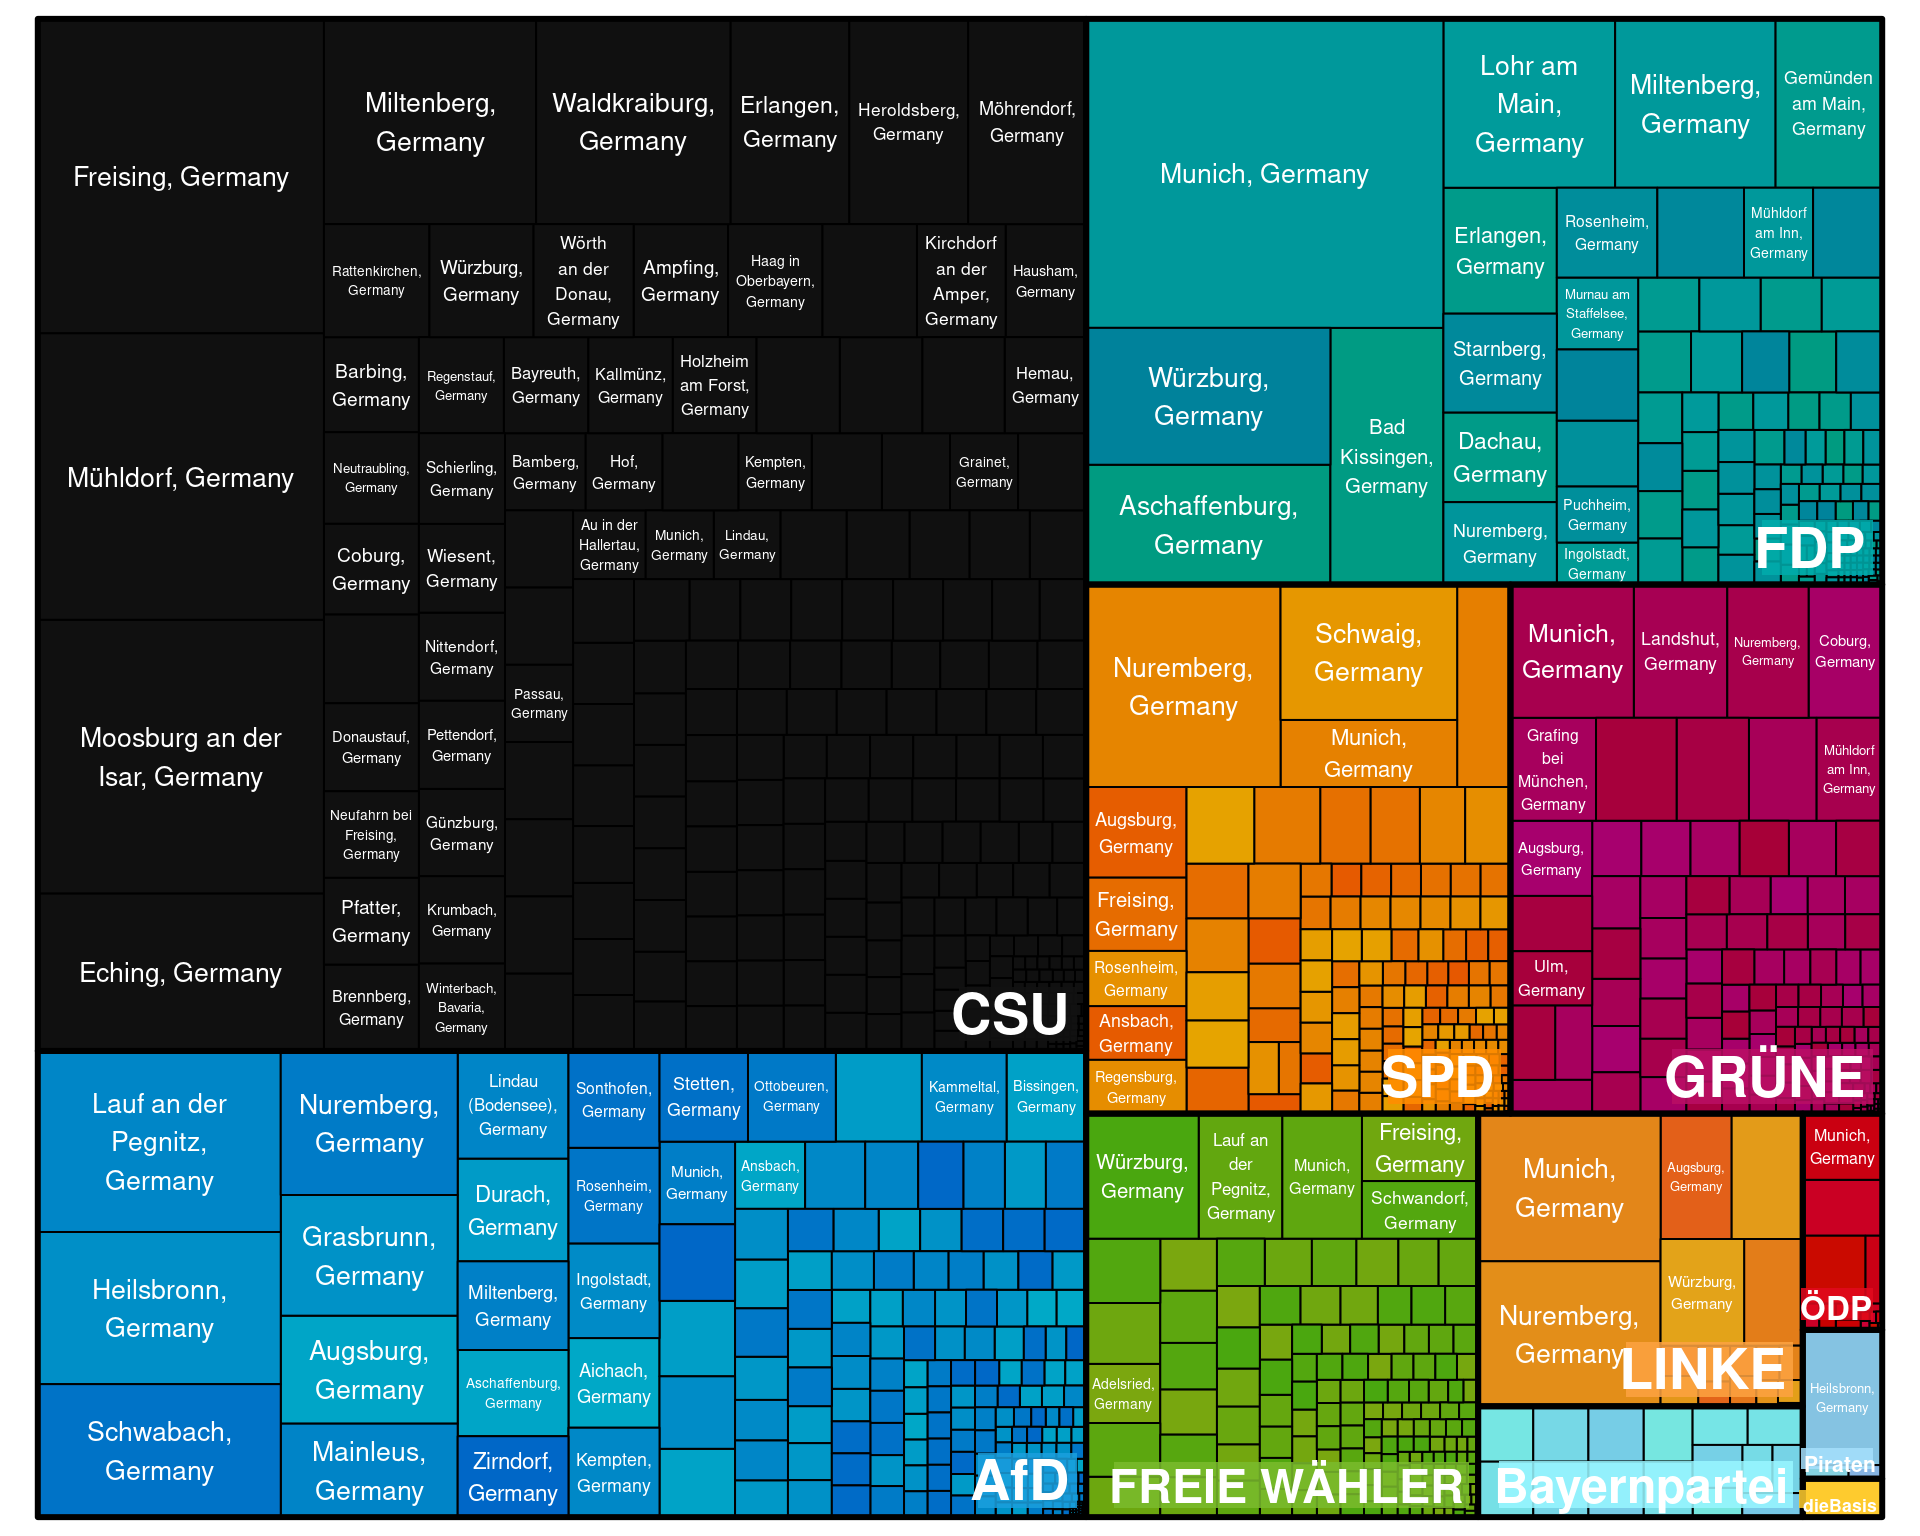 Freising, Germany
Mühldorf, Germany
Moosburg an der
Isar, Germany
Eching, Germany
Miltenberg,
Germany
Waldkraiburg,
Germany
Erlangen,
Germany
Heroldsberg,
Germany
Möhrendorf,
Germany
Rattenkirchen,
Germany
Würzburg,
Germany
Wörth
an der
Donau,
Germany
Ampfing,
Germany
Haag in
Oberbayern,
Germany
Kirchdorf
an der
Amper,
Germany
Hausham,
Germany
Barbing,
Germany
Regenstauf,
Germany
Bayreuth,
Germany
Kallmünz,
Germany
Holzheim
am Forst,
Germany
Hemau,
Germany
Neutraubling,
Germany
Schierling,
Germany
Bamberg,
Germany
Hof,
Germany
Kempten,
Germany
Grainet,
Germany
Coburg,
Germany
Wiesent,
Germany
Au in der
Hallertau,
Germany
Munich,
Germany
Lindau,
Germany
Nittendorf,
Germany
Passau,
Germany
Donaustauf,
Germany
Pettendorf,
Germany
Neufahrn bei
Freising,
Germany
Günzburg,
Germany
Pfatter,
Germany
Krumbach,
Germany
Brennberg,
Germany
Winterbach,
Bavaria,
Germany
CSU
Munich, Germany
Würzburg,
Germany
Aschaffenburg,
Germany
Bad
Kissingen,
Germany
Lohr am
Main,
Germany
Miltenberg,
Germany
Gemünden
am Main,
Germany
Erlangen,
Germany
Rosenheim,
Germany
Mühldorf
am Inn,
Germany
Starnberg,
Germany
Murnau am
Staffelsee,
Germany
Dachau,
Germany
Nuremberg,
Germany
Puchheim,
Germany
Ingolstadt,
Germany
FDP
Nuremberg,
Germany
Schwaig,
Germany
Munich,
Germany
Augsburg,
Germany
Freising,
Germany
Rosenheim,
Germany
Ansbach,
Germany
Regensburg,
Germany
SPD
Munich,
Germany
Landshut,
Germany
Nuremberg,
Germany
Coburg,
Germany
Grafing
bei
München,
Germany
Mühldorf
am Inn,
Germany
Augsburg,
Germany
Ulm,
Germany
GRÜNE
Lauf an der
Pegnitz,
Germany
Heilsbronn,
Germany
Schwabach,
Germany
Nuremberg,
Germany
Grasbrunn,
Germany
Augsburg,
Germany
Mainleus,
Germany
Lindau
(Bodensee),
Germany
Durach,
Germany
Miltenberg,
Germany
Aschaffenburg,
Germany
Zirndorf,
Germany
Sonthofen,
Germany
Rosenheim,
Germany
Ingolstadt,
Germany
Aichach,
Germany
Kempten,
Germany
Stetten,
Germany
Ottobeuren,
Germany
Kammeltal,
Germany
Bissingen,
Germany
Munich,
Germany
Ansbach,
Germany
AfD
Würzburg,
Germany
Lauf an
der
Pegnitz,
Germany
Munich,
Germany
Freising,
Germany
Schwandorf,
Germany
Adelsried,
Germany
FREIE WÄHLER
Munich,
Germany
Augsburg,
Germany
Nuremberg,
Germany
Würzburg,
Germany
LINKE
Bayernpartei
Munich,
Germany
ÖDP
Heilsbronn,
Germany
Piraten
dieBasis